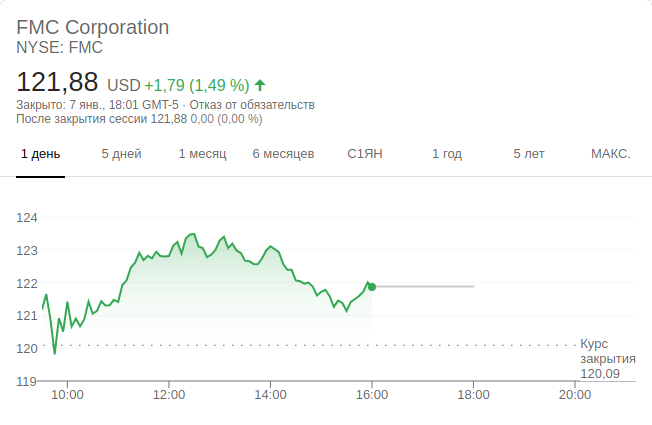 FMC Corporation
NYSE: FMC
121,88 USD +1,79 (1,49 %)
Закрыто: 7 янв., 18:01 GMT-5 · Отказ от обязательств
После закрытия сессии 121,88 0,00 (0,00 %)
1 день 5 дней 1 месяц 6 месяцев С1ЯН 1 год 5 лет МАКС.
124
123
122
121
120
119
Курс
закрытия
120,09
10:00 12:00 14:00 16:00 18:00 20:00